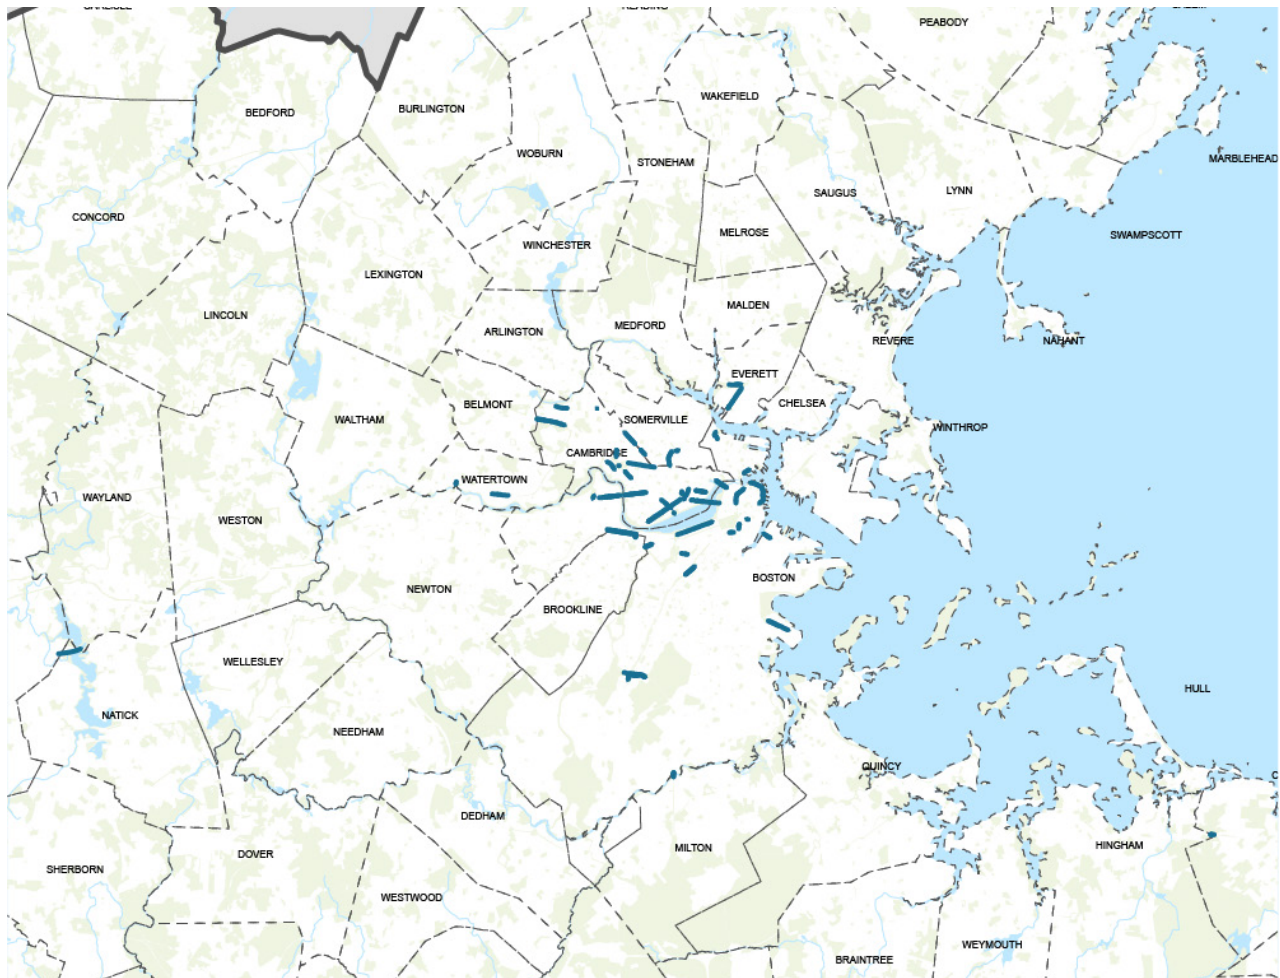 PEABODY
WAKEFIELD
BURLINGTON
BEDFORD
WOBURN
STONEHAM
MARBLEHEAD
SAUGUS
LYNN
CONCORD
MELROSE
SWAMPSCOTT
WINCHESTER
LEXINGTON
MALDEN
LINCOLN
MEDFORD
ARLINGTON
REVERE
NAHANT
EVERETT
BELMONT
CHELSEA
WALTHAM
SOMERVILLE
WINTHROP
CAMBRIDGE
WATERTOWN
WAYLAND
WESTON
BOSTON
NEWTON
BROOKLINE
WELLESLEY
HULL
NATICK
NEEDHAM
QUINCY
DEDHAM
HINGHAM
MILTON
DOVER
SHERBORN
WESTWOOD
WEYMOUTH
BRAINTREE